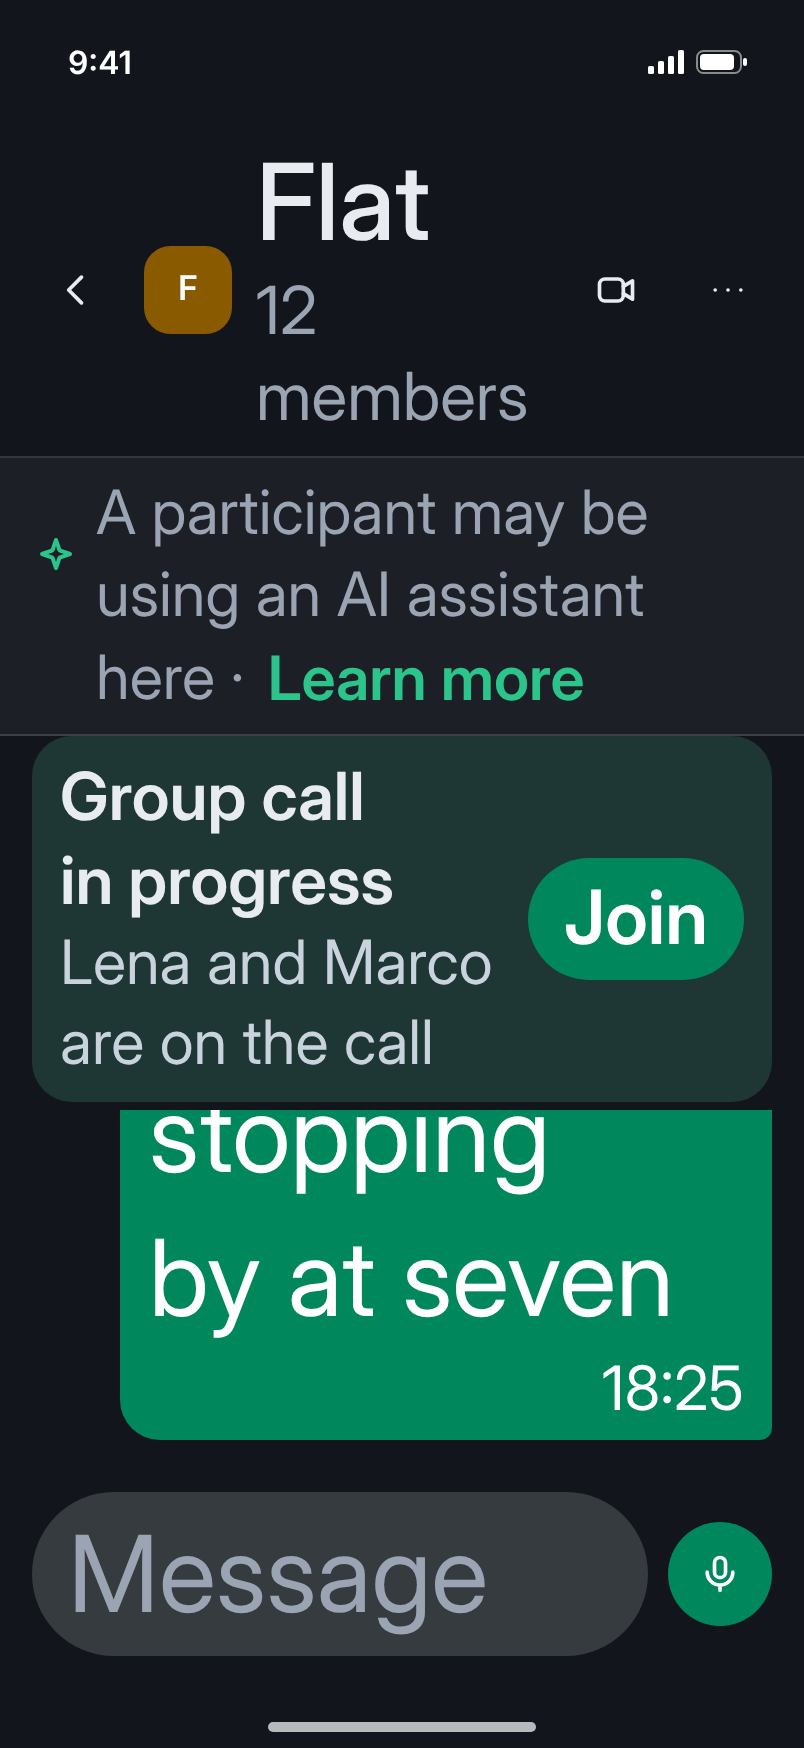 9:41
Flat
F
12
members
A participant may be
using an AI assistant
here · Learn more
Group call
in progress
Join
Lena and Marco
are on the call
stopping
by at seven
18:25
Message